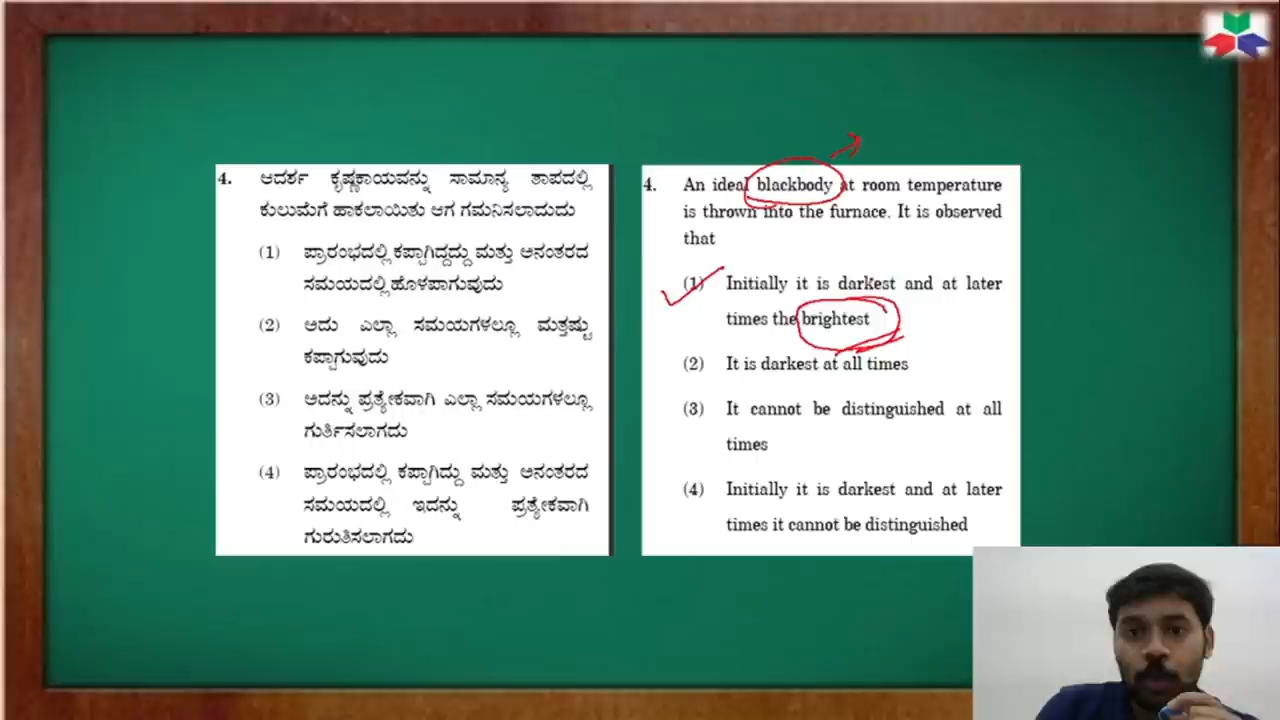 4. ಆದರ್ಶ ಕೃಷ್ಣಕಾಯವನ್ನು ಸಾಮಾನ್ಯ ತಾಪದಲ್ಲಿ
ಕುಲುಮೆಗೆ ಹಾಕಲಾಯಿತು ಆಗ ಗಮನಿಸಲಾದುದು
(1) ಪ್ರಾರಂಭದಲ್ಲಿ ಕಪ್ಪಾಗಿದ್ದದ್ದು ಮತ್ತು ಅನಂತರದ
ಸಮಯದಲ್ಲಿ ಹೊಳಪಾಗುವುದು
(2) ಅದು ಎಲ್ಲಾ ಸಮಯಗಳಲ್ಲೂ ಮತ್ತಷ್ಟು
ಕಪ್ಪಾಗುವುದು
(3) ಅದನ್ನು ಪ್ರತ್ಯೇಕವಾಗಿ ಎಲ್ಲಾ ಸಮಯಗಳಲ್ಲೂ
ಗುರ್ತಿಸಲಾಗದು
(4) ಪ್ರಾರಂಭದಲ್ಲಿ ಕಪ್ಪಾಗಿದ್ದು ಮತ್ತು ಅನಂತರದ
ಸಮಯದಲ್ಲಿ ಇದನ್ನು ಪ್ರತ್ಯೇಕವಾಗಿ
ಗುರುತಿಸಲಾಗದು
4. An ideal blackbody at room temperature
is thrown into the furnace. It is observed
that
(1) Initially it is darkest and at later
times the brightest
(2) It is darkest at all times
(3) It cannot be distinguished at all
times
(4) Initially it is darkest and at later
times it cannot be distinguished